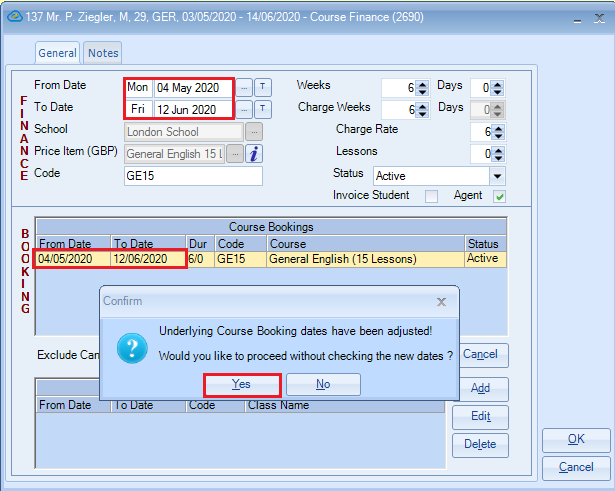 137 Mr. P. Ziegler, M, 29, GER, 03/05/2020 - 14/06/2020 - Course Finance (2690)
General Notes
FINANCE
From Date Mon 04 May 2020 ... T Weeks 6 Days 0
To Date Fri 12 Jun 2020 ... T Charge Weeks 6 Days 0
School London School ... Charge Rate 6
Price Item (GBP) General English 15 L ... i Lessons 0
Code GE15 Status Active
Invoice Student Agent
BOOKING
Course Bookings
From Date To Date Dur Code Course Status
04/05/2020 12/06/2020 6/0 GE15 General English (15 Lessons) Active
Confirm x
Underlying Course Booking dates have been adjusted!
Would you like to proceed without checking the new dates ?
Yes No
Exclude Can
Cancel
Add
From Date To Date Code Class Name
Edit
Delete
OK
Cancel